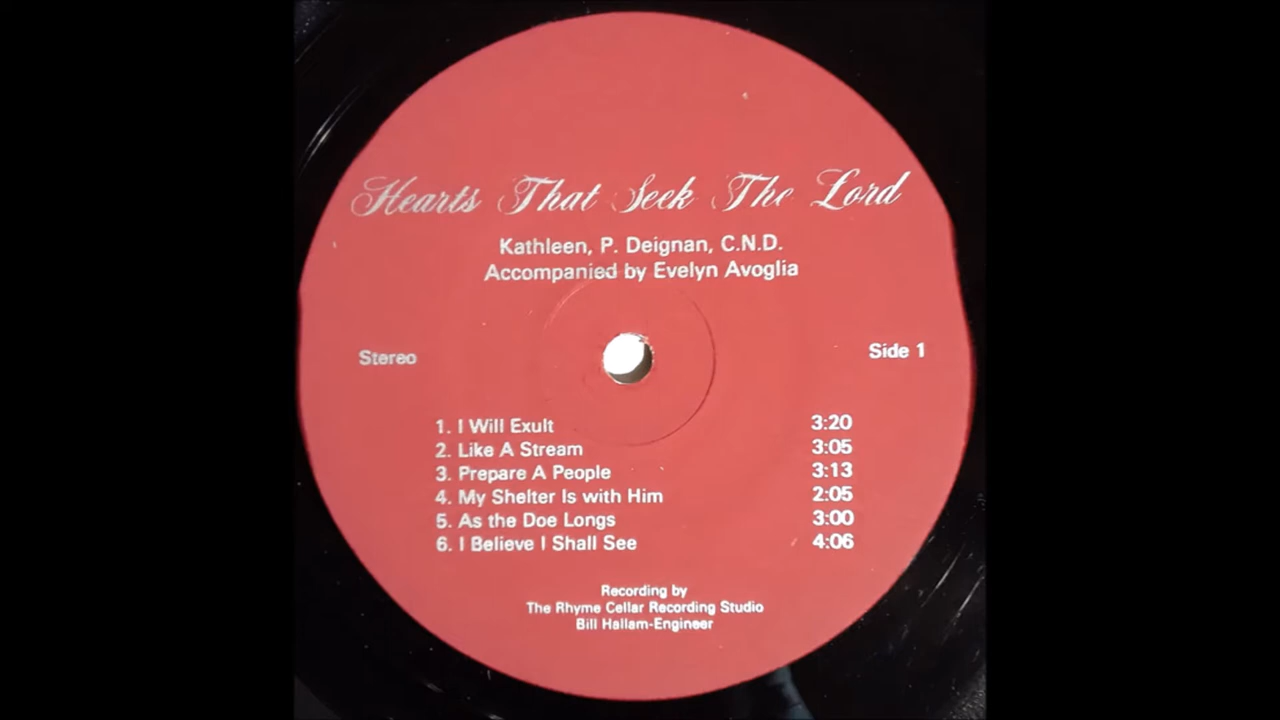 Hearts That Seek The Lord
Kathleen, P. Deignan, C.N.D.
Accompanied by Evelyn Avoglia
Stereo Side 1
1. I Will Exult 3:20
2. Like A Stream 3:05
3. Prepare A People 3:13
4. My Shelter Is with Him 2:05
5. As the Doe Longs 3:00
6. I Believe I Shall See 4:06
Recording by
The Rhyme Cellar Recording Studio
Bill Hallam-Engineer